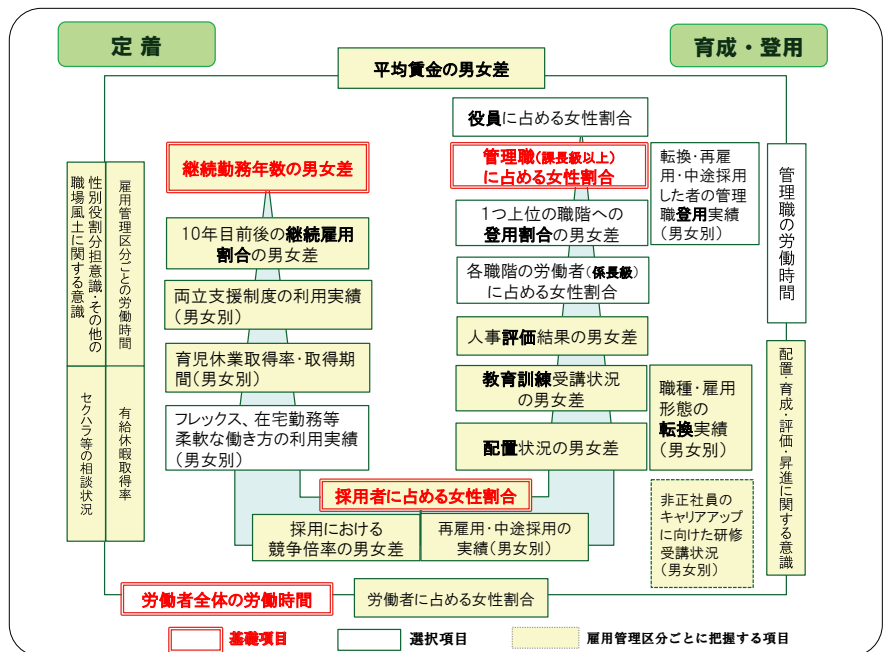 定着
育成・登用
平均賃金の男女差
役員に占める女性割合
継続勤務年数の男女差
管理職(課長級以上)
に占める女性割合
転換・再雇
用・中途採用
した者の管理
職登用実績
(男女別)
性別役割分担意識・その他の
職場風土に関する意識
雇用管理区分ごとの労働時間
管理職の労働時間
10年目前後の継続雇用
割合の男女差
1つ上位の職階への
登用割合の男女差
各職階の労働者(係長級)
に占める女性割合
両立支援制度の利用実績
(男女別)
人事評価結果の男女差
育児休業取得率・取得期
間(男女別)
教育訓練受講状況
の男女差
職種・雇用
形態の
転換実績
(男女別)
配置・育成・評価・昇進に関する意識
セクハラ等の相談状況
有給休暇取得率
フレックス、在宅勤務等
柔軟な働き方の利用実績
(男女別)
配置状況の男女差
採用者に占める女性割合
採用における
競争倍率の男女差
再雇用・中途採用の
実績(男女別)
非正社員の
キャリアアップ
に向けた研修
受講状況
(男女別)
労働者全体の労働時間
労働者に占める女性割合
基礎項目
選択項目
雇用管理区分ごとに把握する項目